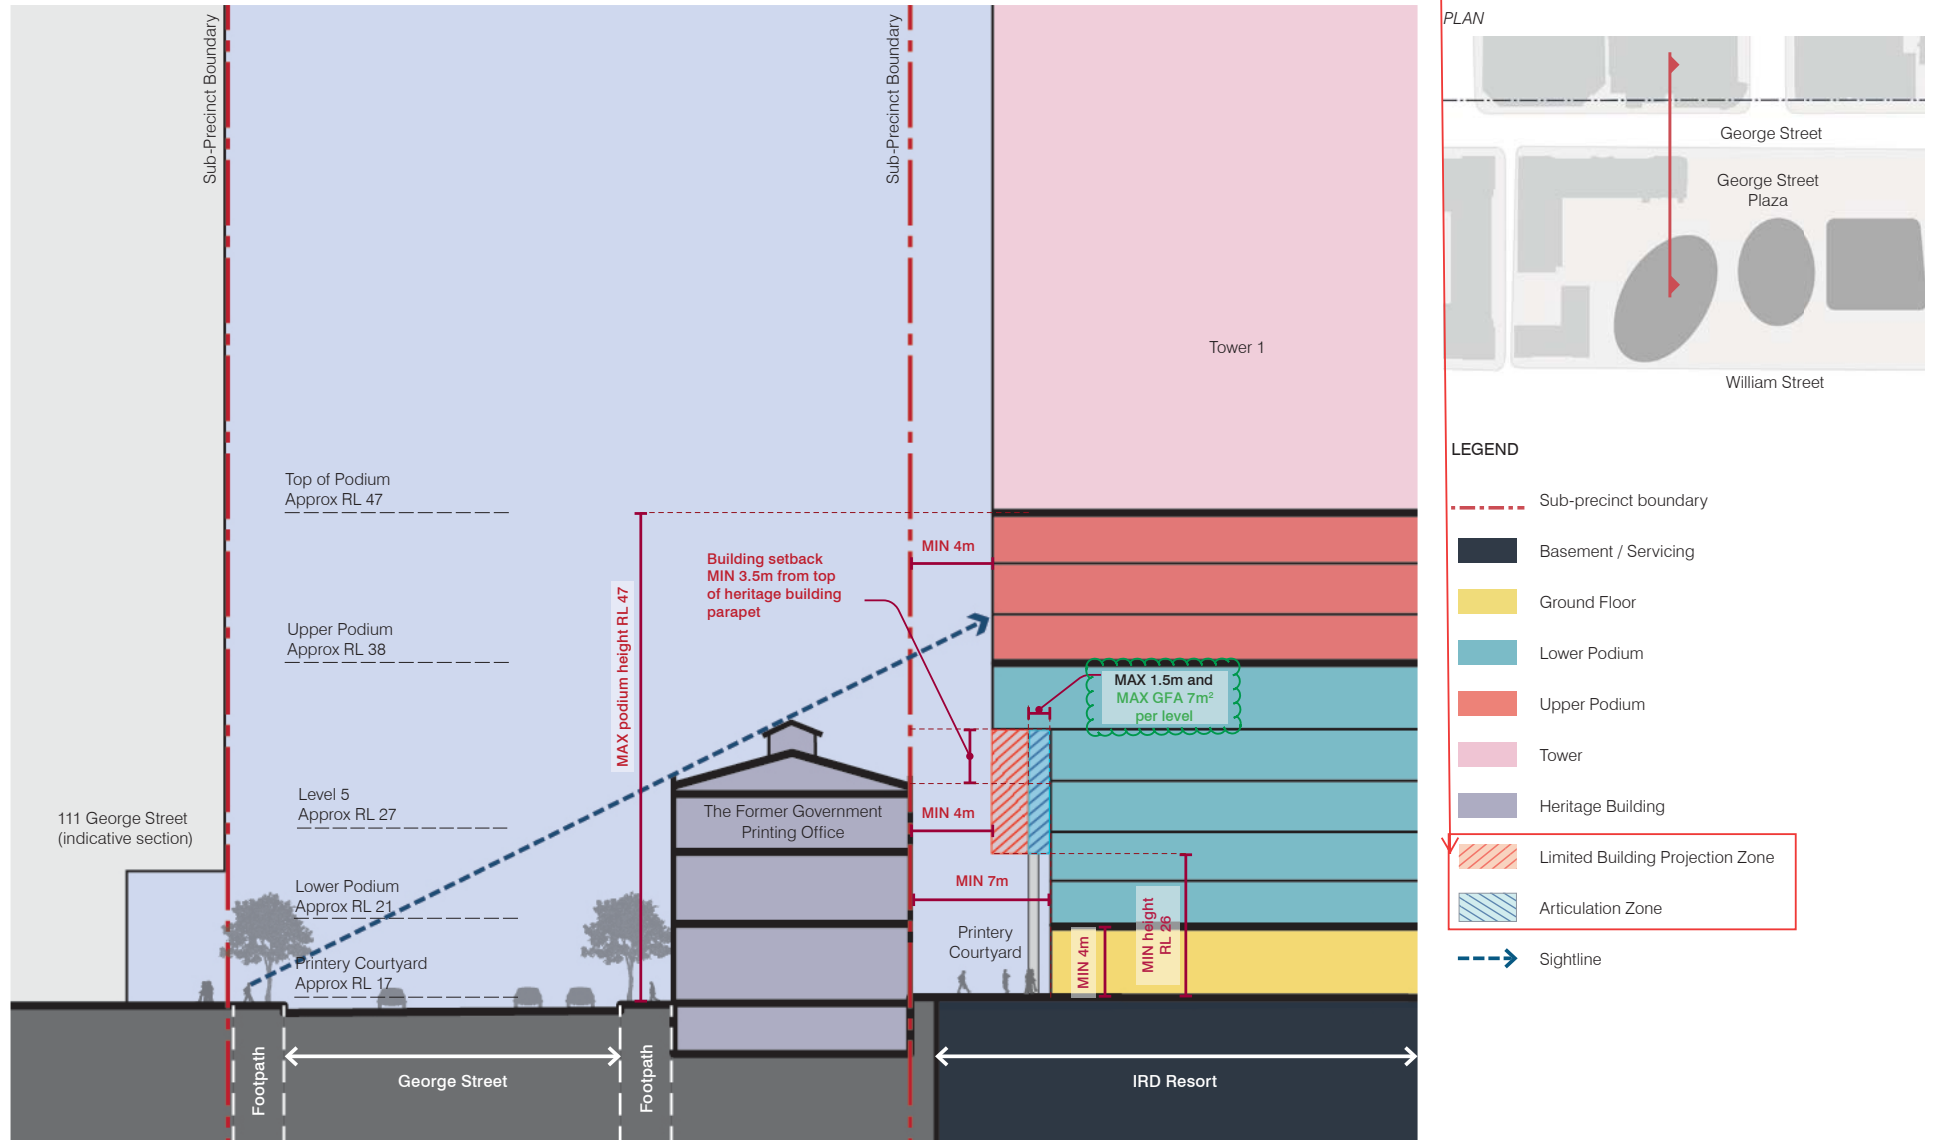 Sub-Precinct Boundary
Sub-Precinct Boundary
Tower 1
Top of Podium
Approx RL 47
MAX podium height RL 47
MIN 4m
Building setback
MIN 3.5m from top
of heritage building
parapet
Upper Podium
Approx RL 38
MAX 1.5m and
MAX GFA 7m²
per level
Level 5
Approx RL 27
111 George Street
(indicative section)
The Former Government
Printing Office
MIN 4m
Lower Podium
Approx RL 21
MIN 7m
Printery
Courtyard
MIN 4m
MIN height
RL 26
Printery Courtyard
Approx RL 17
Footpath
George Street
Footpath
IRD Resort
PLAN
George Street
George Street
Plaza
William Street
LEGEND
Sub-precinct boundary
Basement / Servicing
Ground Floor
Lower Podium
Upper Podium
Tower
Heritage Building
Limited Building Projection Zone
Articulation Zone
Sightline